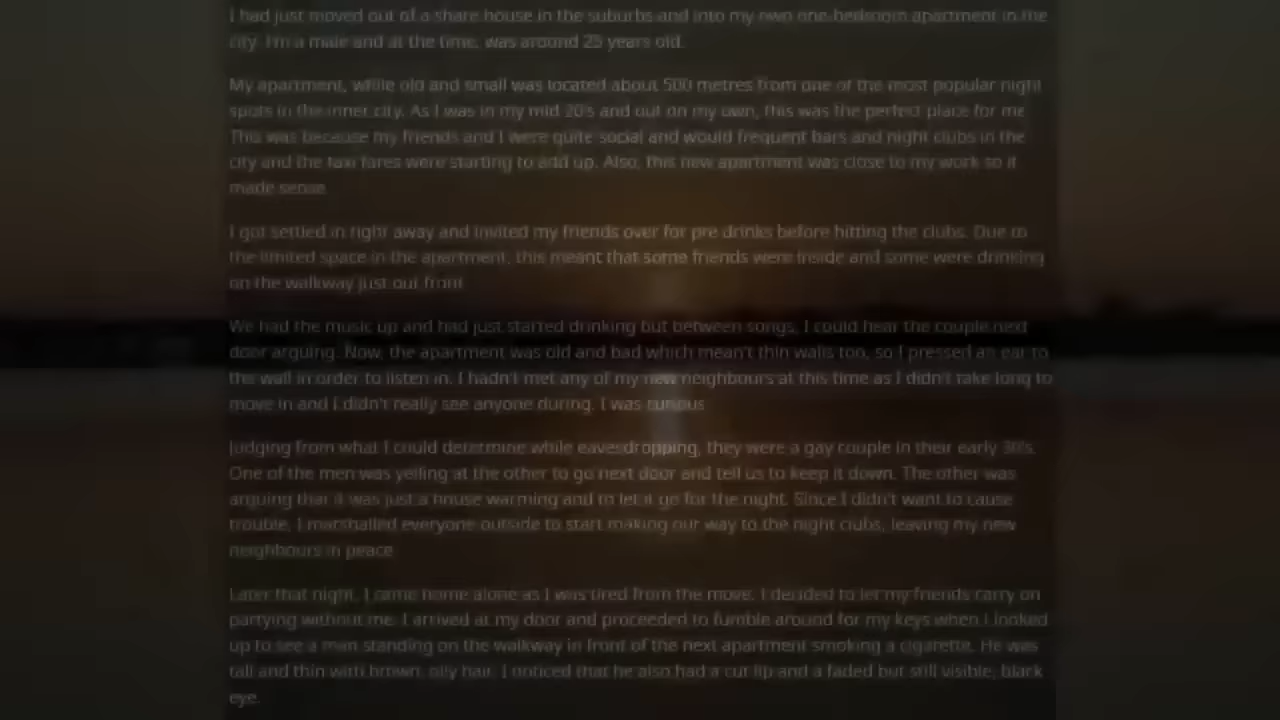 I had just moved out of a share house in the suburbs and into my own one-bedroom apartment in the
city. I'm a male and at the time, was around 25 years old.
My apartment, while old and small was located about 500 metres from one of the most popular night
spots in the inner city. As I was in my mid 20's and out on my own, this was the perfect place for me
This was because my friends and I were quite social and would frequent bars and night clubs in the
city and the taxi fares were starting to add up. Also, this new apartment was close to my work so it
made sense.
I got settled in right away and invited my friends over for pre drinks before hitting the clubs. Due to
the limited space in the apartment, this meant that some friends were inside and some were drinking
on the walkway just out front
We had the music up and had just started drinking but between songs, I could hear the couple next
door arguing. Now, the apartment was old and bad which mean't thin walls too, so I pressed an ear to
the wall in order to listen in. I hadn't met any of my new neighbours at this time as I didn't take long to
move in and I didn't really see anyone during. I was curious
Judging from what I could determine while eavesdropping, they were a gay couple in their early 30's.
One of the men was yelling at the other to go next door and tell us to keep it down. The other was
arguing that it was just a house warming and to let it go for the night. Since I didn't want to cause
trouble, I marshalled everyone outside to start making our way to the night clubs, leaving my new
neighbours in peace
Later that night, I came home alone as I was tired from the move. I decided to let my friends carry on
partying without me. I arrived at my door and proceeded to fumble around for my keys when I looked
up to see a man standing on the walkway in front of the next apartment smoking a cigarette. He was
tall and thin with brown, oily hair. I noticed that he also had a cut lip and a faded but still visible, black
eye.